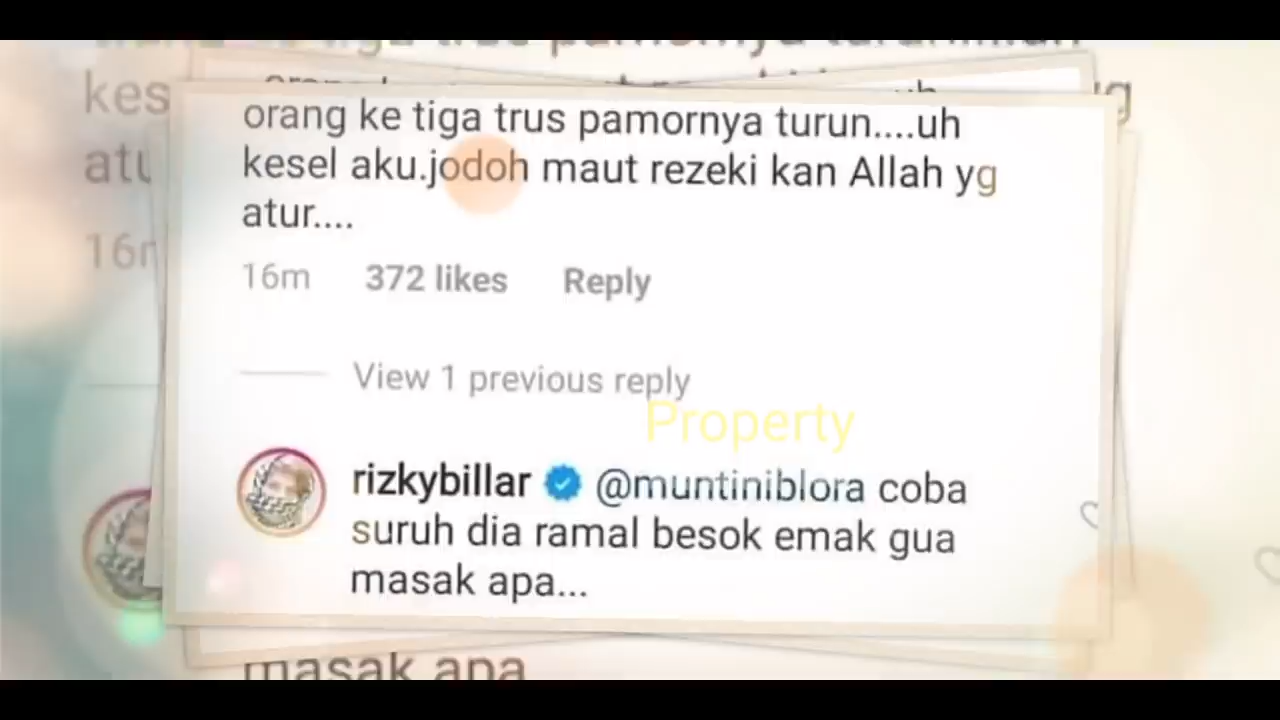 orang ke tiga trus pamornya turun....uh
kesel aku.jodoh maut rezeki kan Allah yg
atur....
16m 372 likes Reply
View 1 previous reply
Property
rizkybillar @muntiniblora coba
suruh dia ramal besok emak gua
masak apa...
masak apa